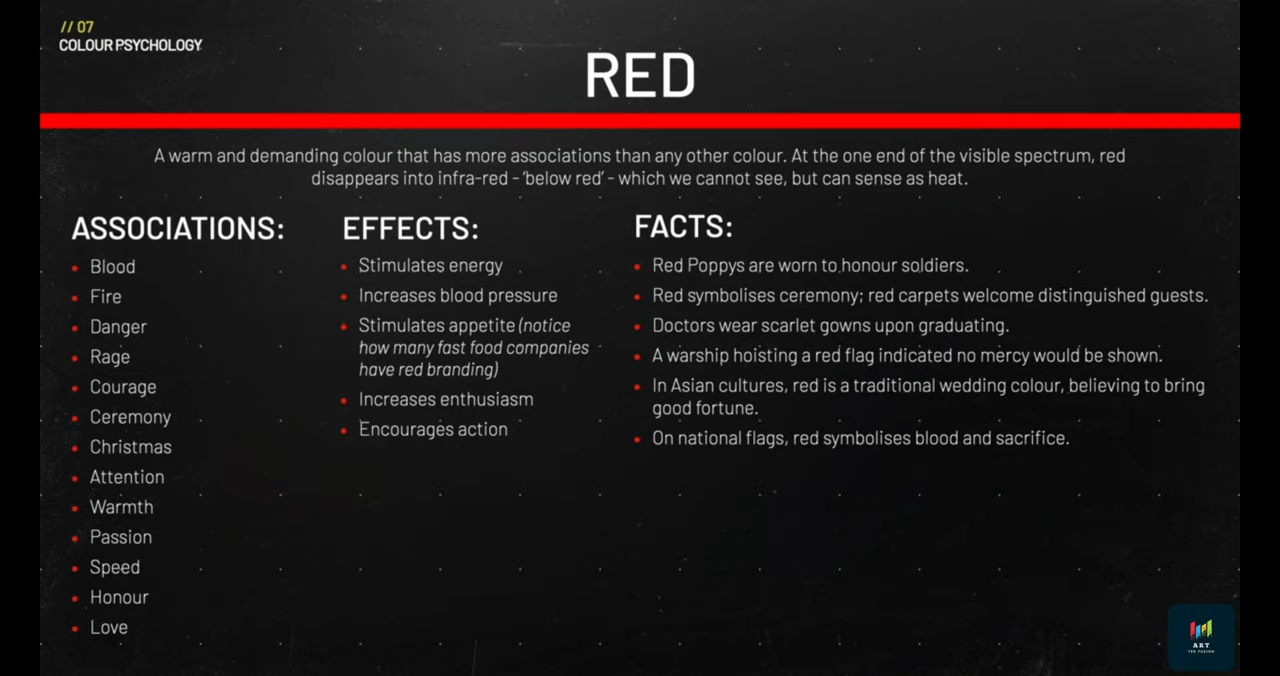 // 07
COLOUR PSYCHOLOGY
RED
A warm and demanding colour that has more associations than any other colour. At the one end of the visible spectrum, red
disappears into infra-red - ‘below red’ - which we cannot see, but can sense as heat.
ASSOCIATIONS:
• Blood
• Fire
• Danger
• Rage
• Courage
• Ceremony
• Christmas
• Attention
• Warmth
• Passion
• Speed
• Honour
• Love
EFFECTS:
• Stimulates energy
• Increases blood pressure
• Stimulates appetite (notice
how many fast food companies
have red branding)
• Increases enthusiasm
• Encourages action
FACTS:
• Red Poppys are worn to honour soldiers.
• Red symbolises ceremony; red carpets welcome distinguished guests.
• Doctors wear scarlet gowns upon graduating.
• A warship hoisting a red flag indicated no mercy would be shown.
• In Asian cultures, red is a traditional wedding colour, believing to bring
good fortune.
• On national flags, red symbolises blood and sacrifice.
ART
TEK FUSION